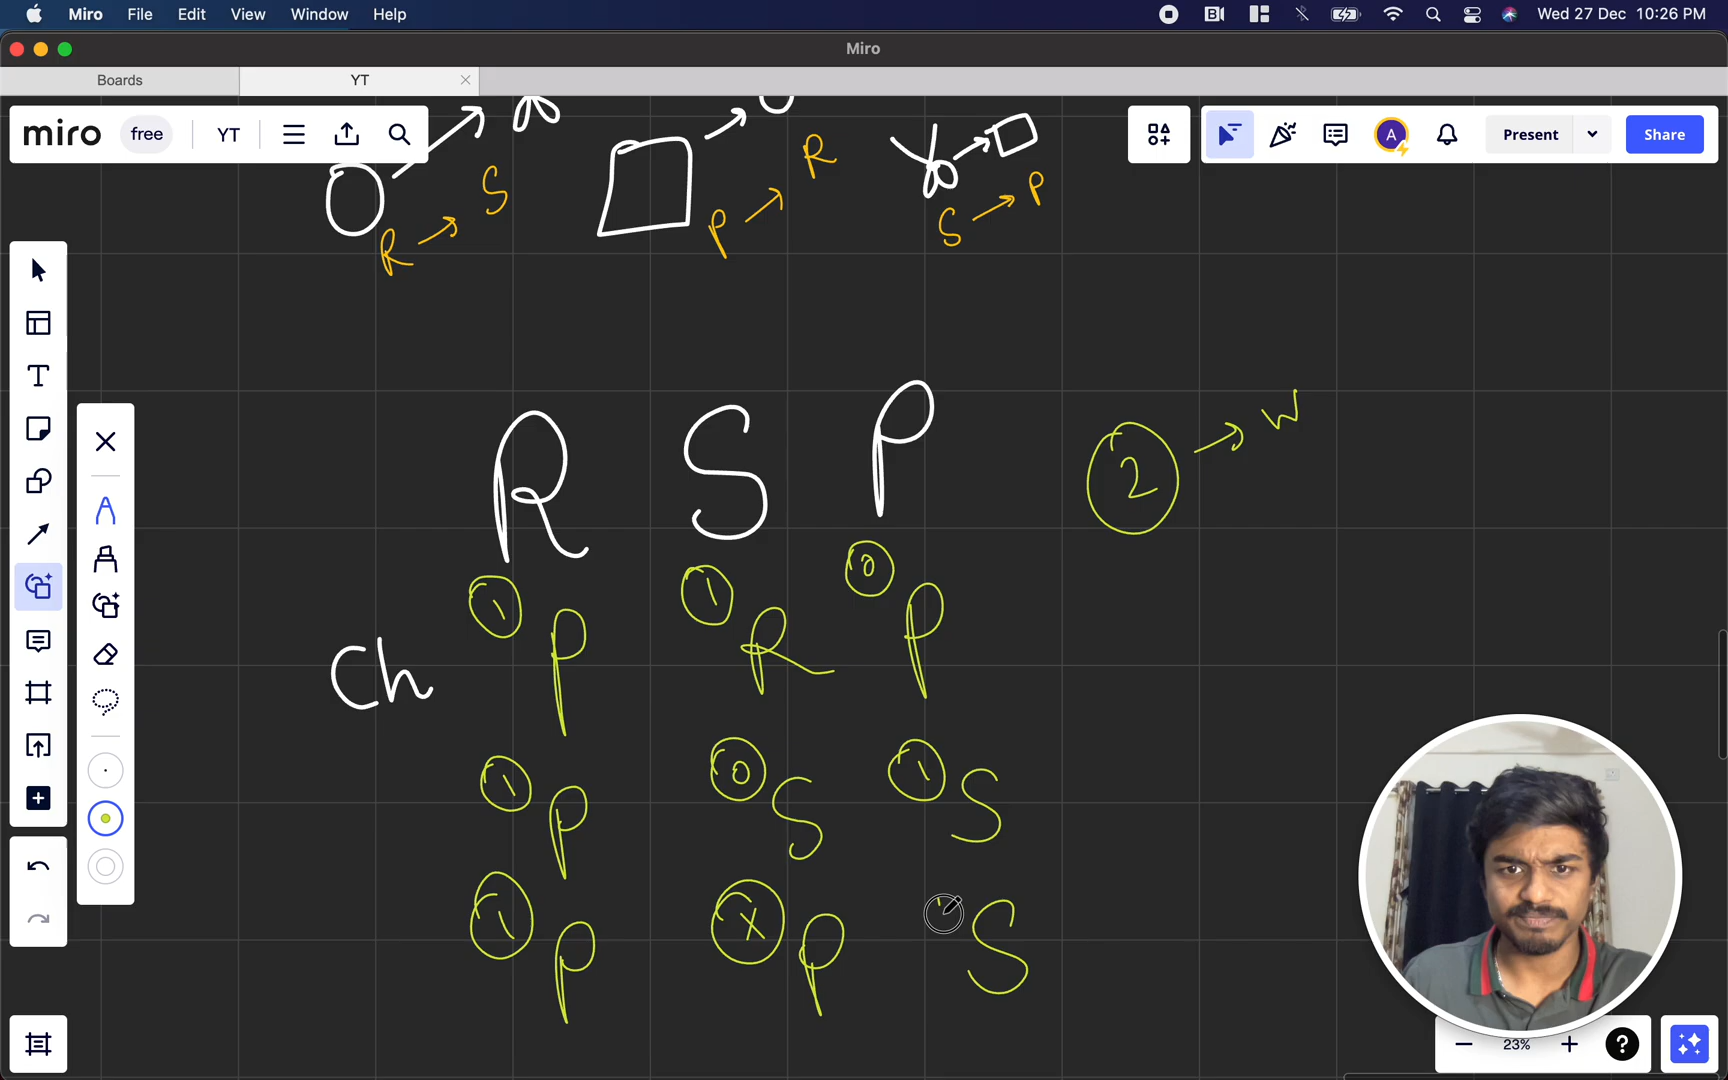 Miro File Edit View Window Help Wed 27 Dec 10:26 PM
Miro
Boards YT
miro free YT Present Share
A
R → S P → R S → P
R S P 2 → W
1 1 0
Ch P R P
1 0 1
P S S
1 X
P P S
T
23% ?